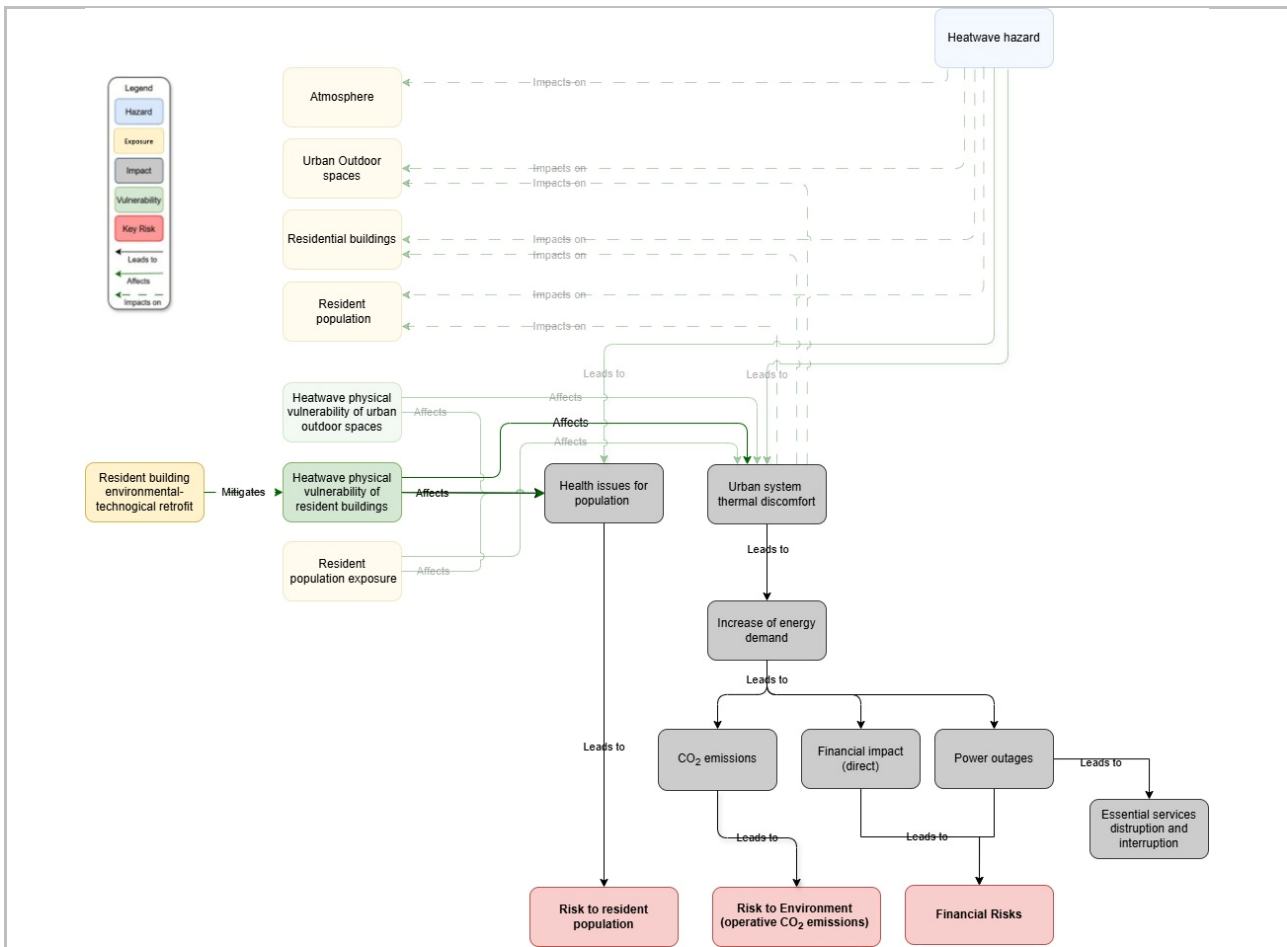 Heatwave hazard
Legend
Hazard
Exposure
Impact
Vulnerability
Key Risk
Leads to
Affects
Impacts on
Atmosphere
Impacts on
Urban Outdoor
spaces
Impacts on
Impacts on
Residential buildings
Impacts on
Impacts on
Resident
population
Impacts on
Impacts on
Leads to
Leads to
Heatwave physical
vulnerability of urban
outdoor spaces
Affects
Affects
Affects
Affects
Resident building
environmental-
technogical retrofit
Mitigates
Heatwave physical
vulnerability of
resident buildings
Affects
Health issues for
population
Urban system
thermal discomfort
Resident
population exposure
Affects
Leads to
Increase of energy
demand
Leads to
Leads to
CO₂ emissions
Financial impact
(direct)
Power outages
Leads to
Essential services
distruption and
interruption
Leads to
Leads to
Risk to resident
population
Risk to Environment
(operative CO₂ emissions)
Financial Risks